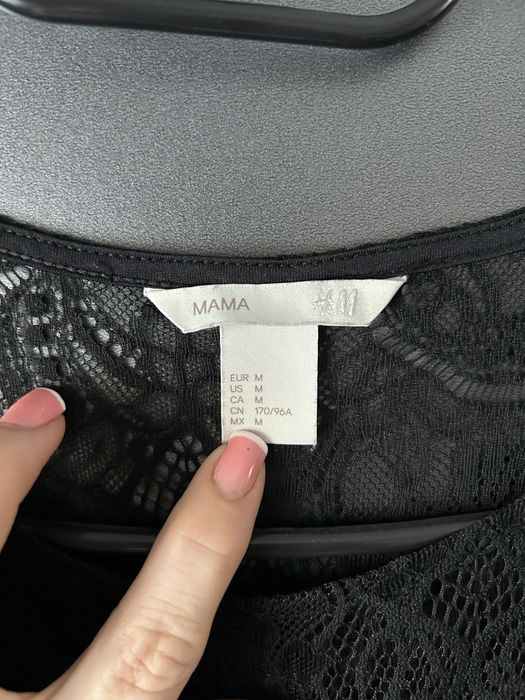 MAMA H&M
EUR M
US M
CA M
CN 170/96A
MX M